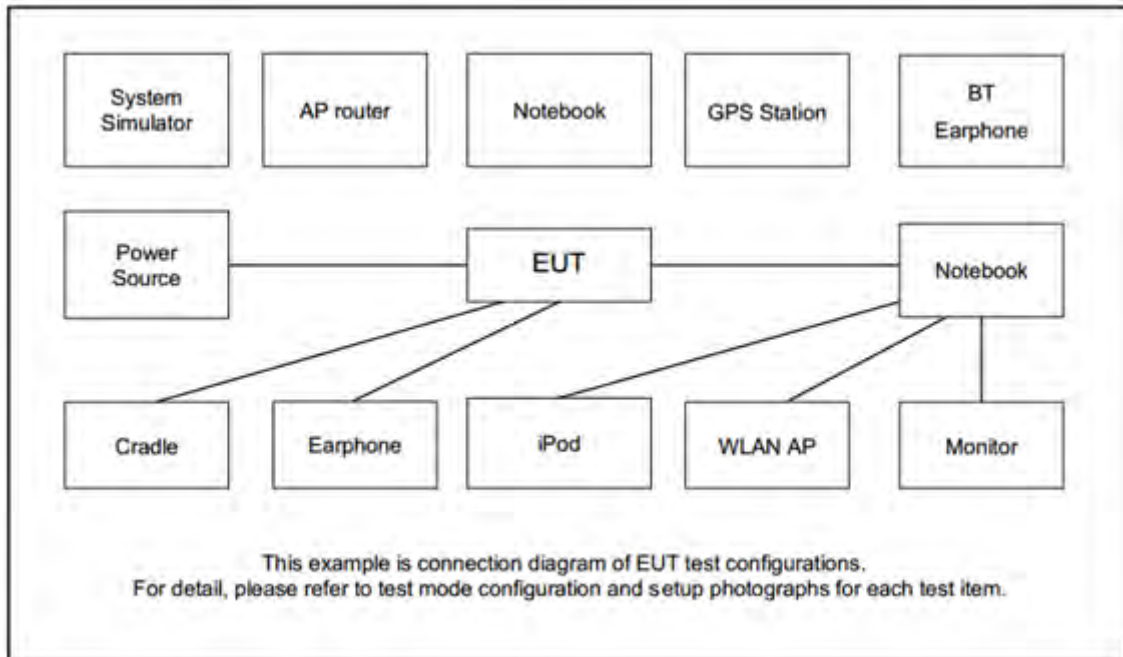 System
Simulator
AP router
Notebook
GPS Station
BT
Earphone
Power
Source
EUT
Notebook
Cradle
Earphone
iPod
WLAN AP
Monitor
This example is connection diagram of EUT test configurations.
For detail, please refer to test mode configuration and setup photographs for each test item.